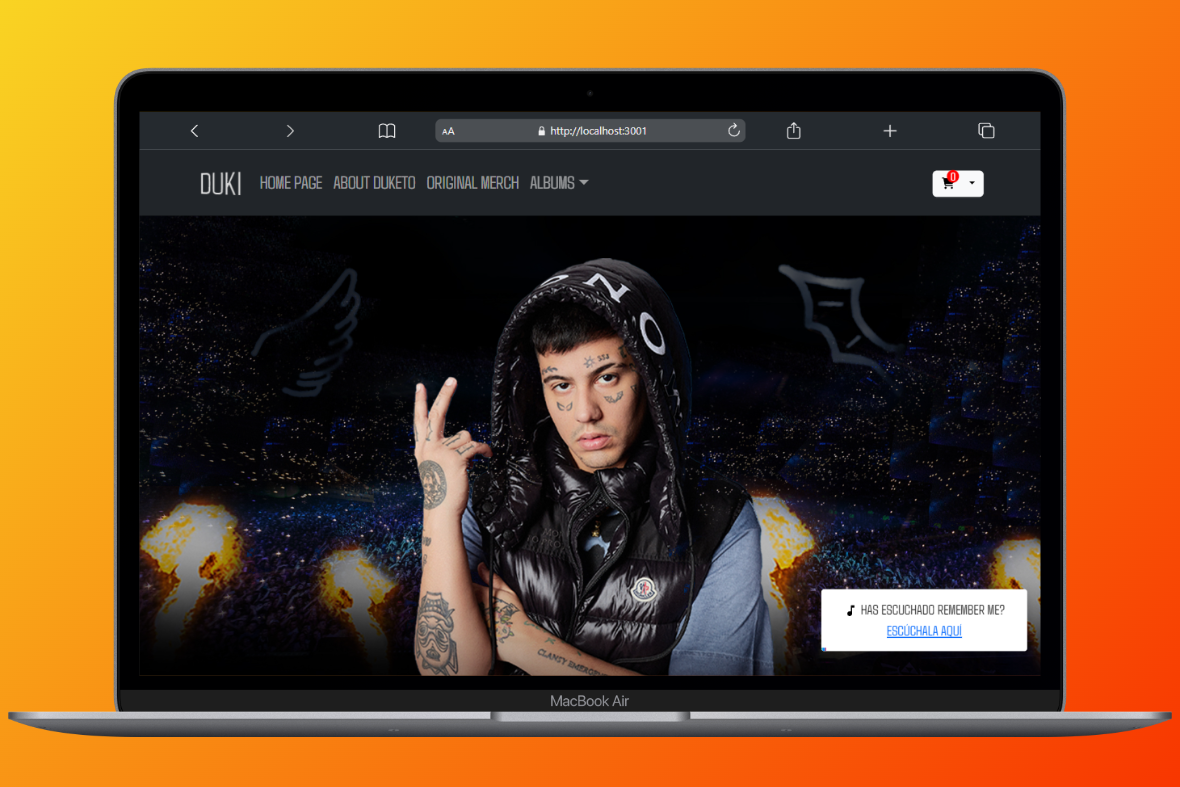 AA
http://localhost:3001
DUKI HOME PAGE ABOUT DUKETO ORIGINAL MERCH ALBUMS
0
NO
HAS ESCUCHADO REMEMBER ME?
ESCÚCHALA AQUÍ
MacBook Air